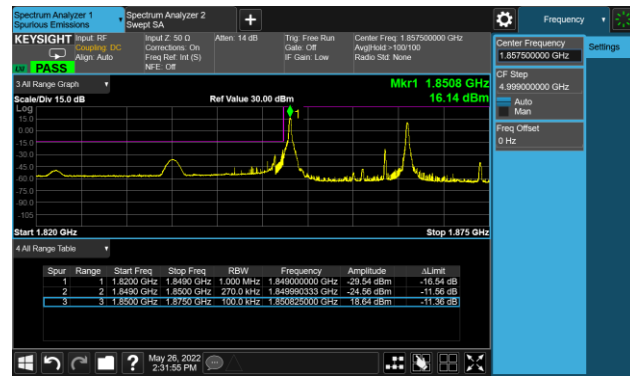 Spectrum Analyzer 1
Spurious Emissions
Spectrum Analyzer 2
Swept SA
+
Frequency
KEYSIGHT
Input: RF
Coupling: DC
Align: Auto
Input Z: 50 Ω
Corrections: On
Freq Ref: Int (S)
NFE: Off
Atten: 14 dB
Trig: Free Run
Gate: Off
IF Gain: Low
Center Freq: 1.857500000 GHz
Avg|Hold >100/100
Radio Std: None
PASS
Center Frequency
1.857500000 GHz
Settings
CF Step
4.999000000 GHz
Auto
Man
Freq Offset
0 Hz
3 All Range Graph
Mkr1 1.8508 GHz
16.14 dBm
Scale/Div 15.0 dB
Ref Value 30.00 dBm
Log
15.0
0.00
-15.0
-30.0
-45.0
-60.0
-75.0
-90.0
-105
1
Start 1.820 GHz
Stop 1.875 GHz
4 All Range Table
Spur Range Start Freq Stop Freq RBW Frequency Amplitude ΔLimit
1 1 1.8200 GHz 1.8490 GHz 1.000 MHz 1.849000000 GHz -29.54 dBm -16.54 dB
2 2 1.8490 GHz 1.8500 GHz 270.0 kHz 1.849990333 GHz -24.56 dBm -11.56 dB
3 3 1.8500 GHz 1.8750 GHz 100.0 kHz 1.850825000 GHz 18.64 dBm -11.36 dB
?
May 26, 2022
2:31:55 PM